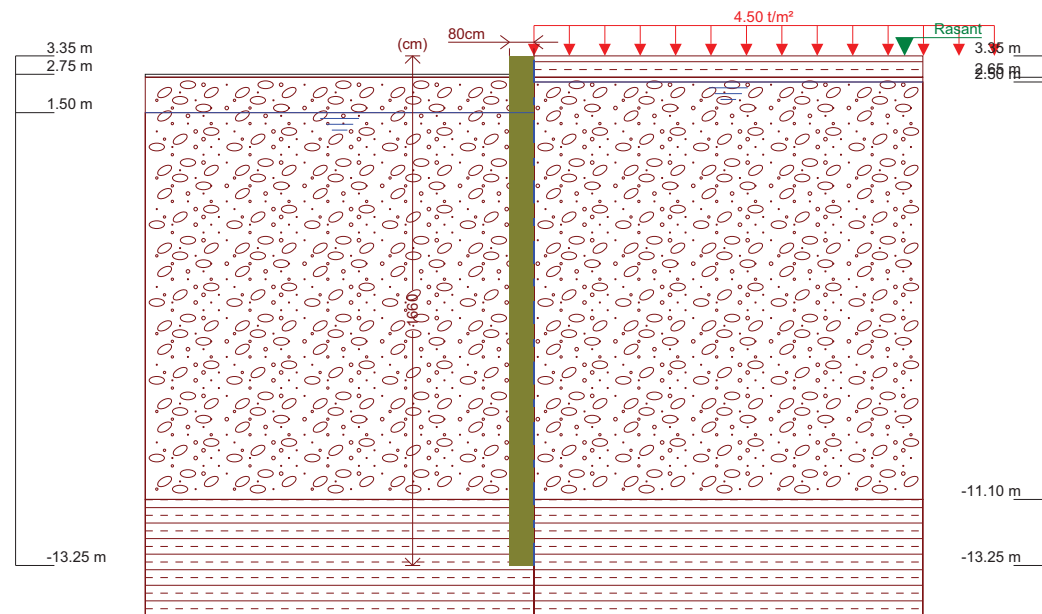 4.50 t/m²
80cm
Rasant
3.35 m
(cm)
3.35 m
2.75 m
2.65 m
2.50 m
1.50 m
1660
-11.10 m
-13.25 m
-13.25 m